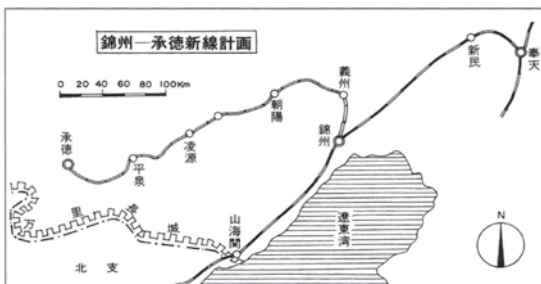 錦州―承徳新線計画
0 20 40 60 80 100Km
新民
奉天
義州
朝陽
錦州
凌源
承徳
平泉
万里長城
山海関
遼東湾
北支
N